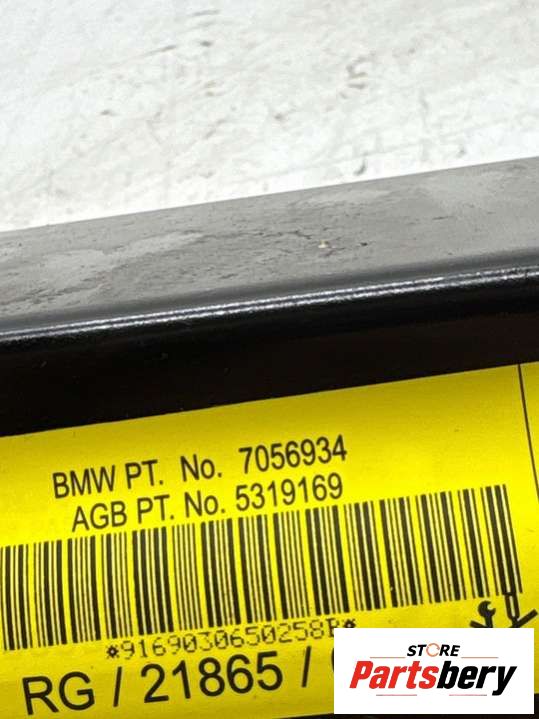 BMW PT. No. 7056934
AGB PT. No. 5319169
*9169030650258B*
RG / 21865 /
STORE
Partsbery